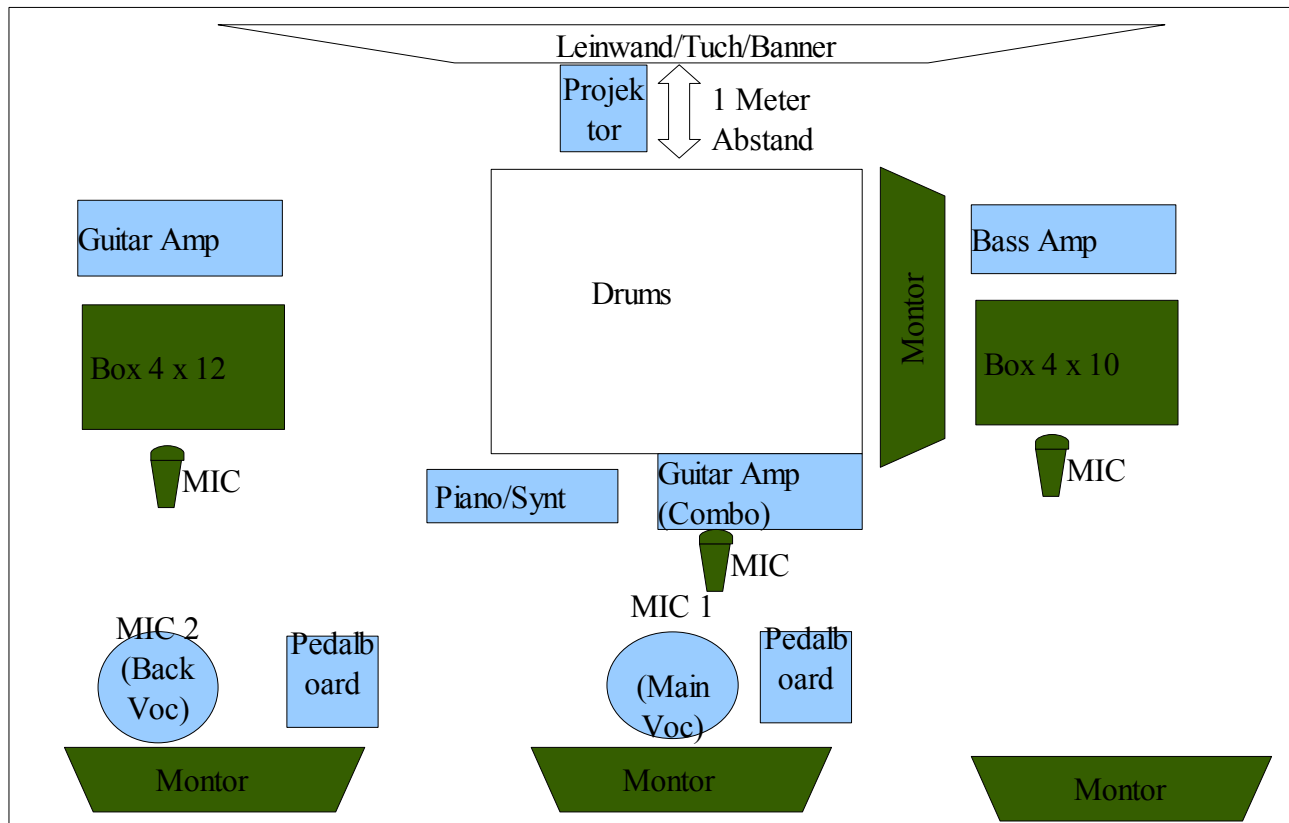 Leinwand/Tuch/Banner
Projek
tor
1 Meter
Abstand
Guitar Amp
Drums
Montor
Bass Amp
Box 4 x 12
Box 4 x 10
MIC
Piano/Synt
Guitar Amp
(Combo)
MIC
MIC
MIC 2
(Back
Voc)
Pedalb
oard
MIC 1
(Main
Voc)
Pedalb
oard
Montor
Montor
Montor